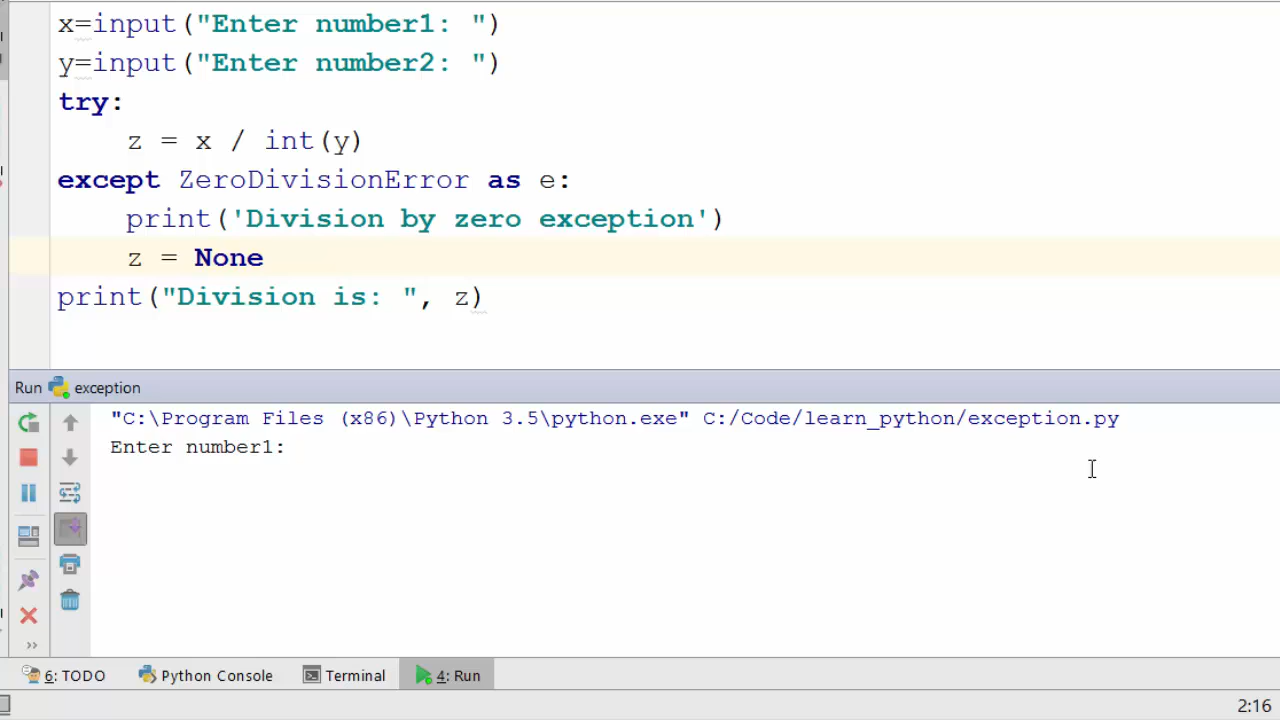 x=input("Enter number1: ")
y=input("Enter number2: ")
try:
    z = x / int(y)
except ZeroDivisionError as e:
    print('Division by zero exception')
    z = None
print("Division is: ", z)
Run exception
"C:\Program Files (x86)\Python 3.5\python.exe" C:/Code/learn_python/exception.py
Enter number1:
6: TODO Python Console Terminal 4: Run
2:16